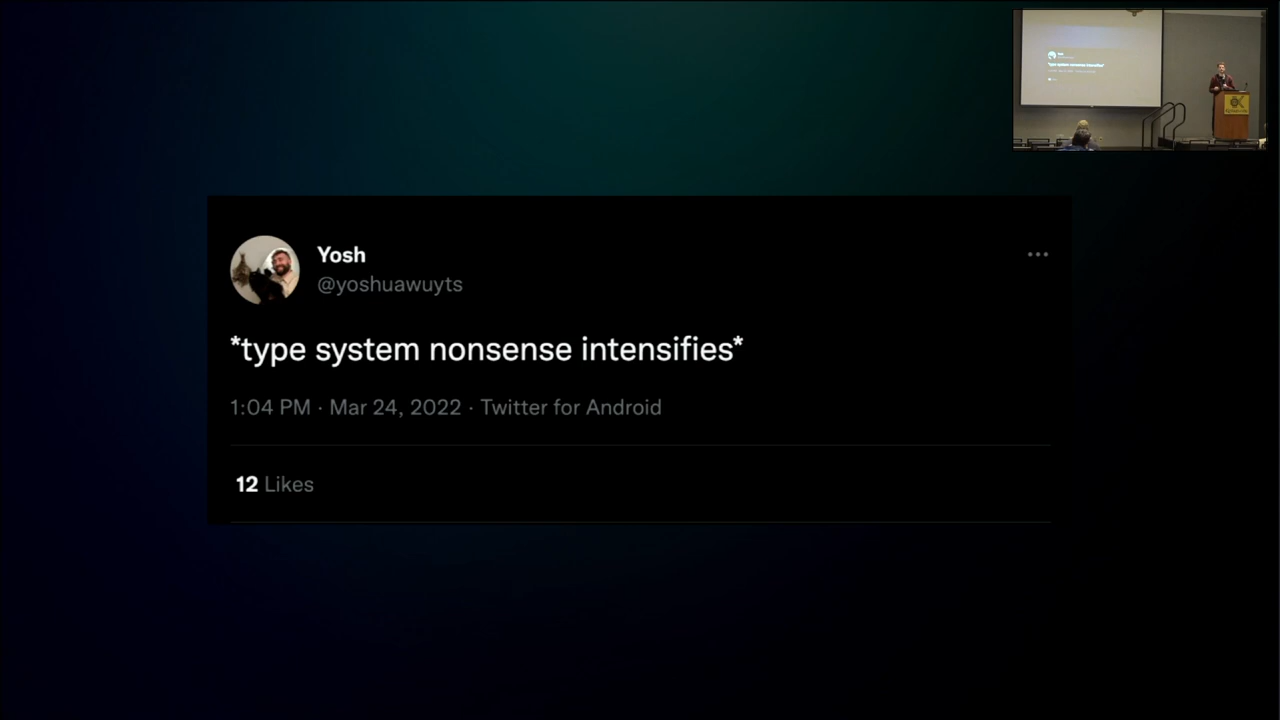 Yosh
@yoshuawuyts
*type system nonsense intensifies*
1:04 PM · Mar 24, 2022 · Twitter for Android
12 Likes